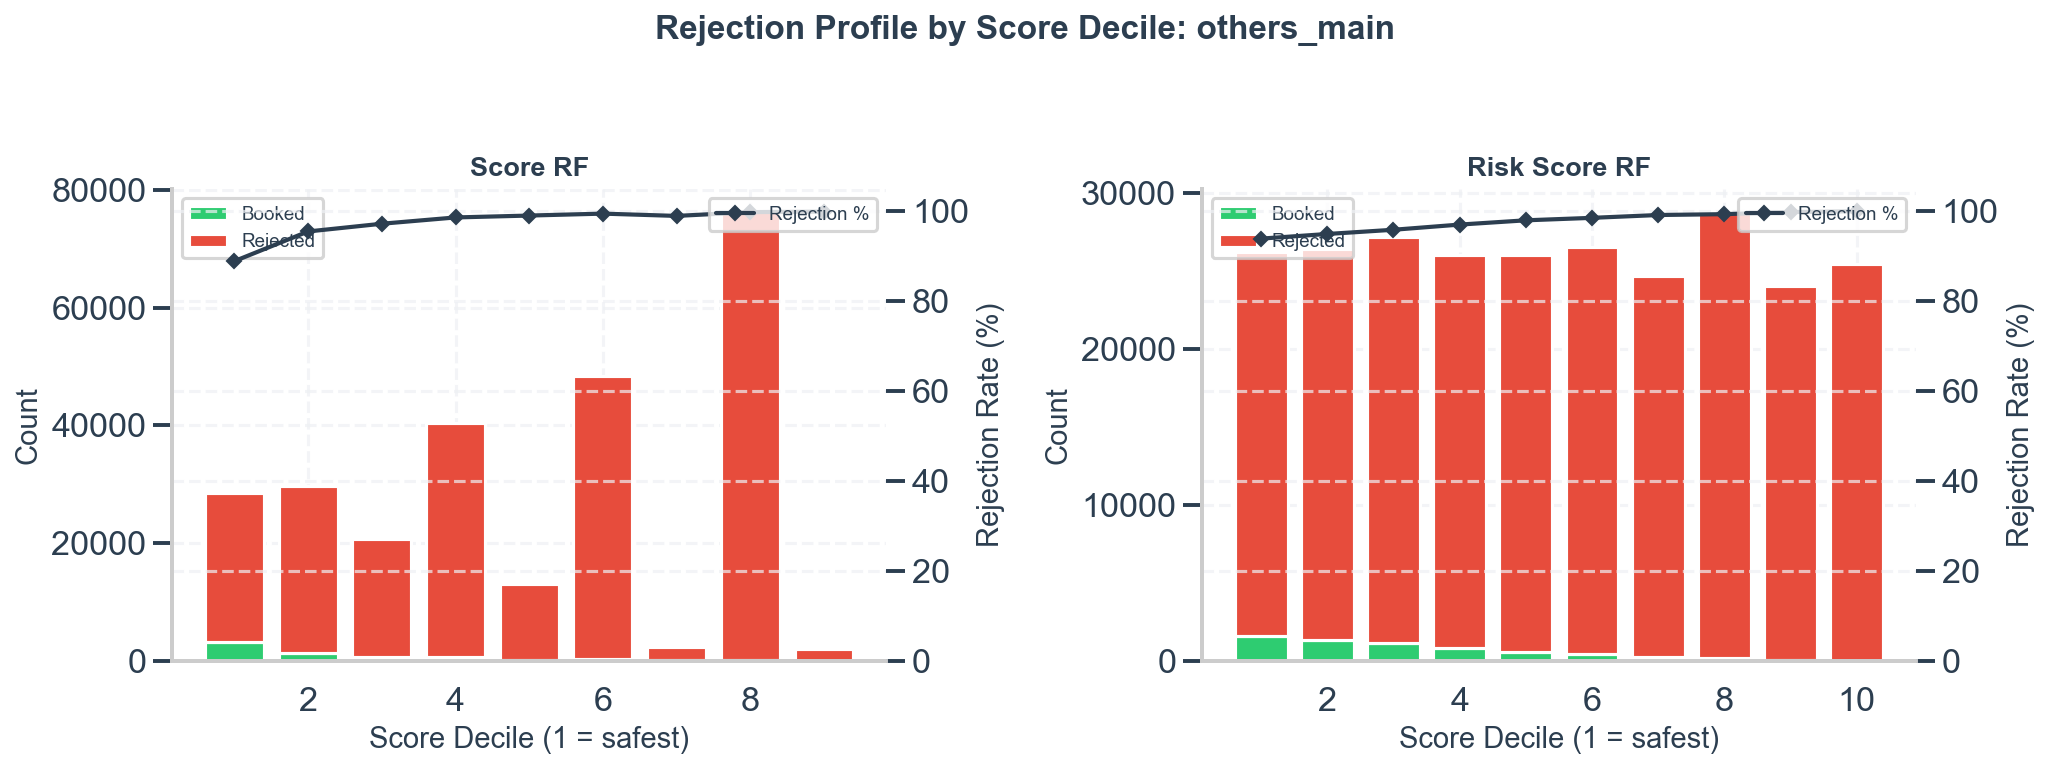 Rejection Profile by Score Decile: others_main
Score RF
80000
60000
40000
20000
0
Count
Booked
Rejected
Rejection %
100
80
60
40
20
0
Rejection Rate (%)
2
4
6
8
Score Decile (1 = safest)
Risk Score RF
30000
20000
10000
0
Count
Booked
Rejected
Rejection %
100
80
60
40
20
0
Rejection Rate (%)
2
4
6
8
10
Score Decile (1 = safest)